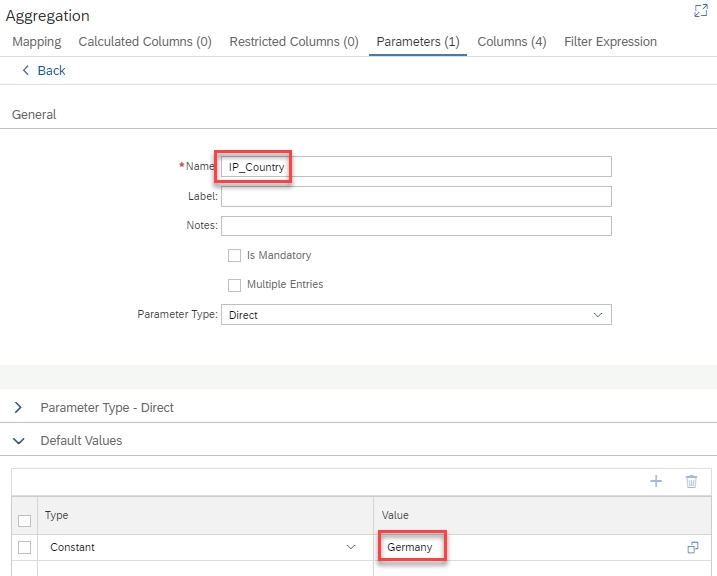 Aggregation
Mapping Calculated Columns (0) Restricted Columns (0) Parameters (1) Columns (4) Filter Expression
Back
General
*Name IP_Country
Label:
Notes:
Is Mandatory
Multiple Entries
Parameter Type: Direct
Parameter Type - Direct
Default Values
Type Value
Constant Germany